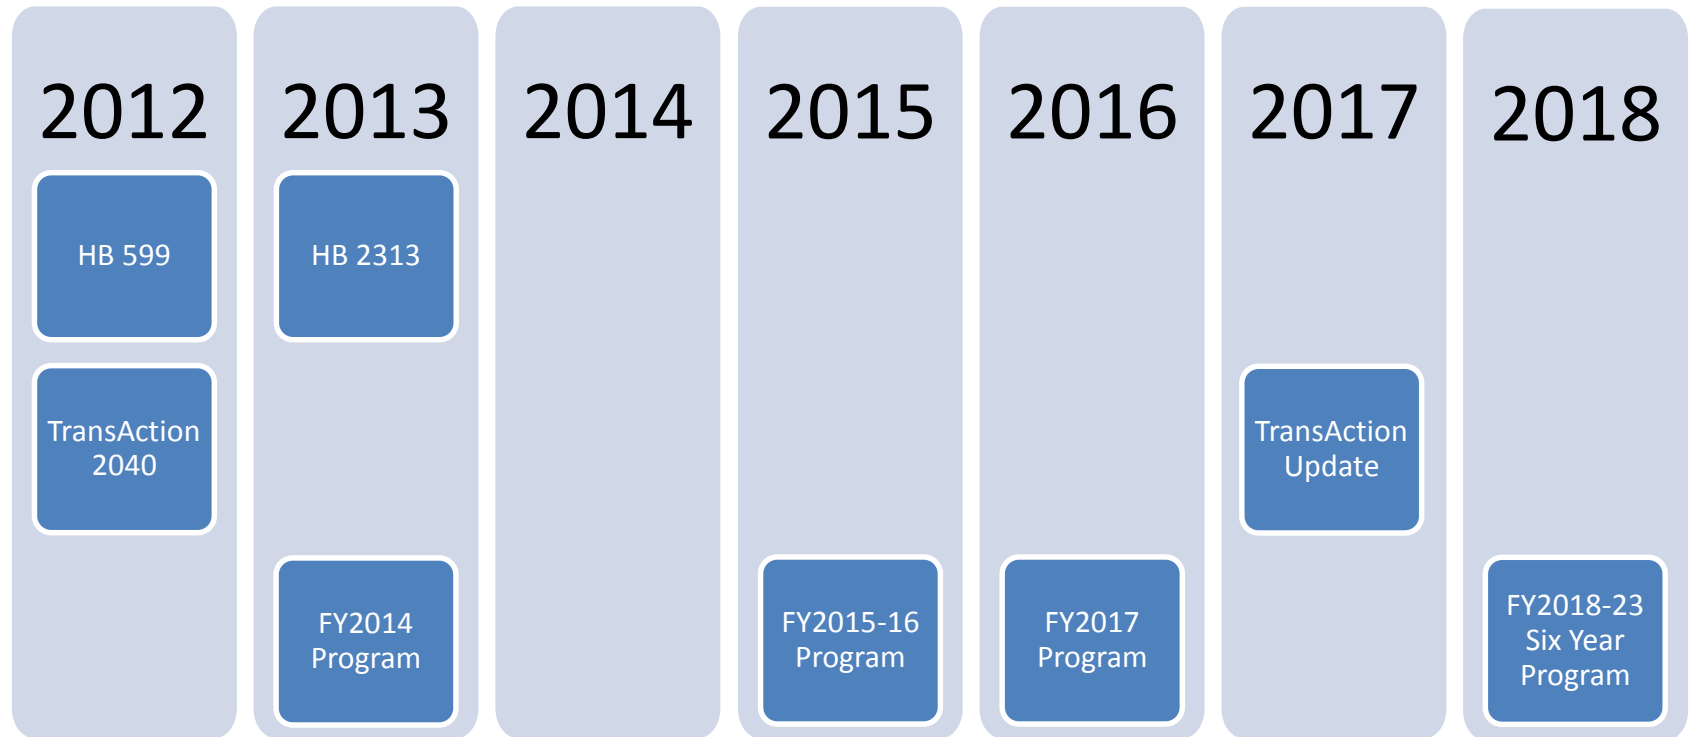 2012
HB 599
TransAction
2040
2013
HB 2313
FY2014
Program
2014
2015
FY2015-16
Program
2016
FY2017
Program
2017
TransAction
Update
2018
FY2018-23
Six Year
Program